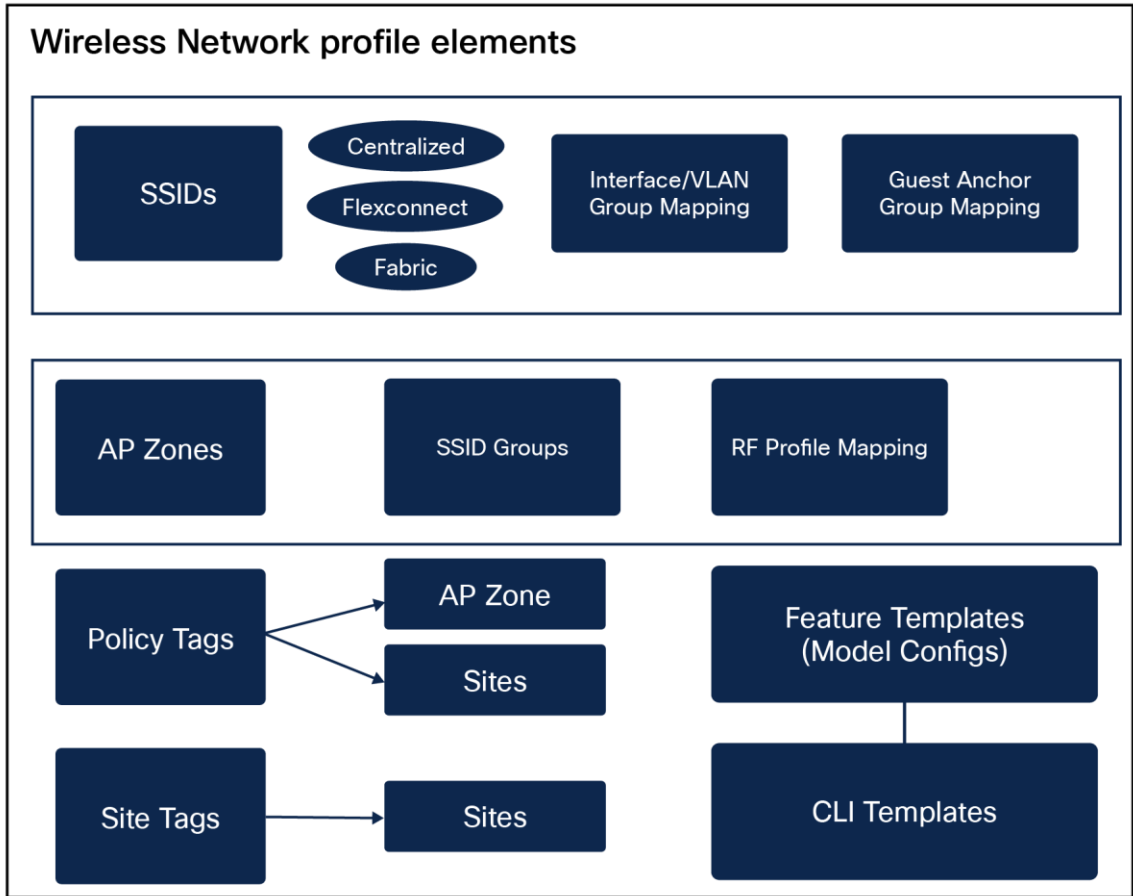 Wireless Network profile elements
SSIDs
Centralized
Flexconnect
Fabric
Interface/VLAN
Group Mapping
Guest Anchor
Group Mapping
AP Zones
SSID Groups
RF Profile Mapping
Policy Tags
AP Zone
Sites
Feature Templates
(Model Configs)
Site Tags
Sites
CLI Templates